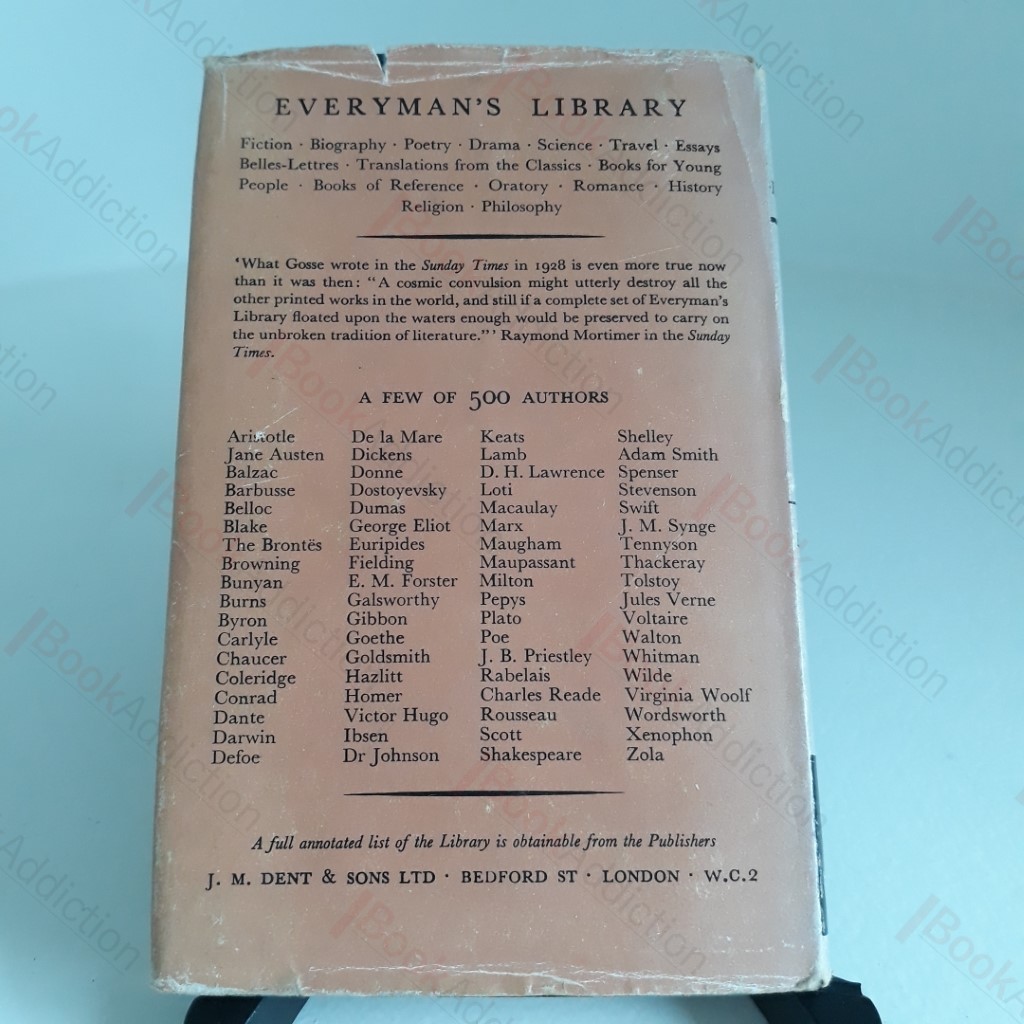 EVERYMAN'S LIBRARY
Fiction · Biography · Poetry · Drama · Science · Travel · Essays
Belles-Lettres · Translations from the Classics · Books for Young
People · Books of Reference · Oratory · Romance · History
Religion · Philosophy
'What Gosse wrote in the Sunday Times in 1928 is even more true now
than it was then: "A cosmic convulsion might utterly destroy all the
other printed works in the world, and still if a complete set of Everyman's
Library floated upon the waters enough would be preserved to carry on
the unbroken tradition of literature."' Raymond Mortimer in the Sunday
Times.
A FEW OF 500 AUTHORS
Aristotle
Jane Austen
Balzac
Barbusse
Belloc
Blake
The Brontës
Browning
Bunyan
Burns
Byron
Carlyle
Chaucer
Coleridge
Conrad
Dante
Darwin
Defoe
De la Mare
Dickens
Donne
Dostoyevsky
Dumas
George Eliot
Euripides
Fielding
E. M. Forster
Galsworthy
Gibbon
Goethe
Goldsmith
Hazlitt
Homer
Victor Hugo
Ibsen
Dr Johnson
Keats
Lamb
D. H. Lawrence
Loti
Macaulay
Marx
Maugham
Maupassant
Milton
Pepys
Plato
Poe
J. B. Priestley
Rabelais
Charles Reade
Rousseau
Scott
Shakespeare
Shelley
Adam Smith
Spenser
Stevenson
Swift
J. M. Synge
Tennyson
Thackeray
Tolstoy
Jules Verne
Voltaire
Walton
Whitman
Wilde
Virginia Woolf
Wordsworth
Xenophon
Zola
A full annotated list of the Library is obtainable from the Publishers
J. M. DENT & SONS LTD · BEDFORD ST · LONDON · W.C.2
BookAddiction